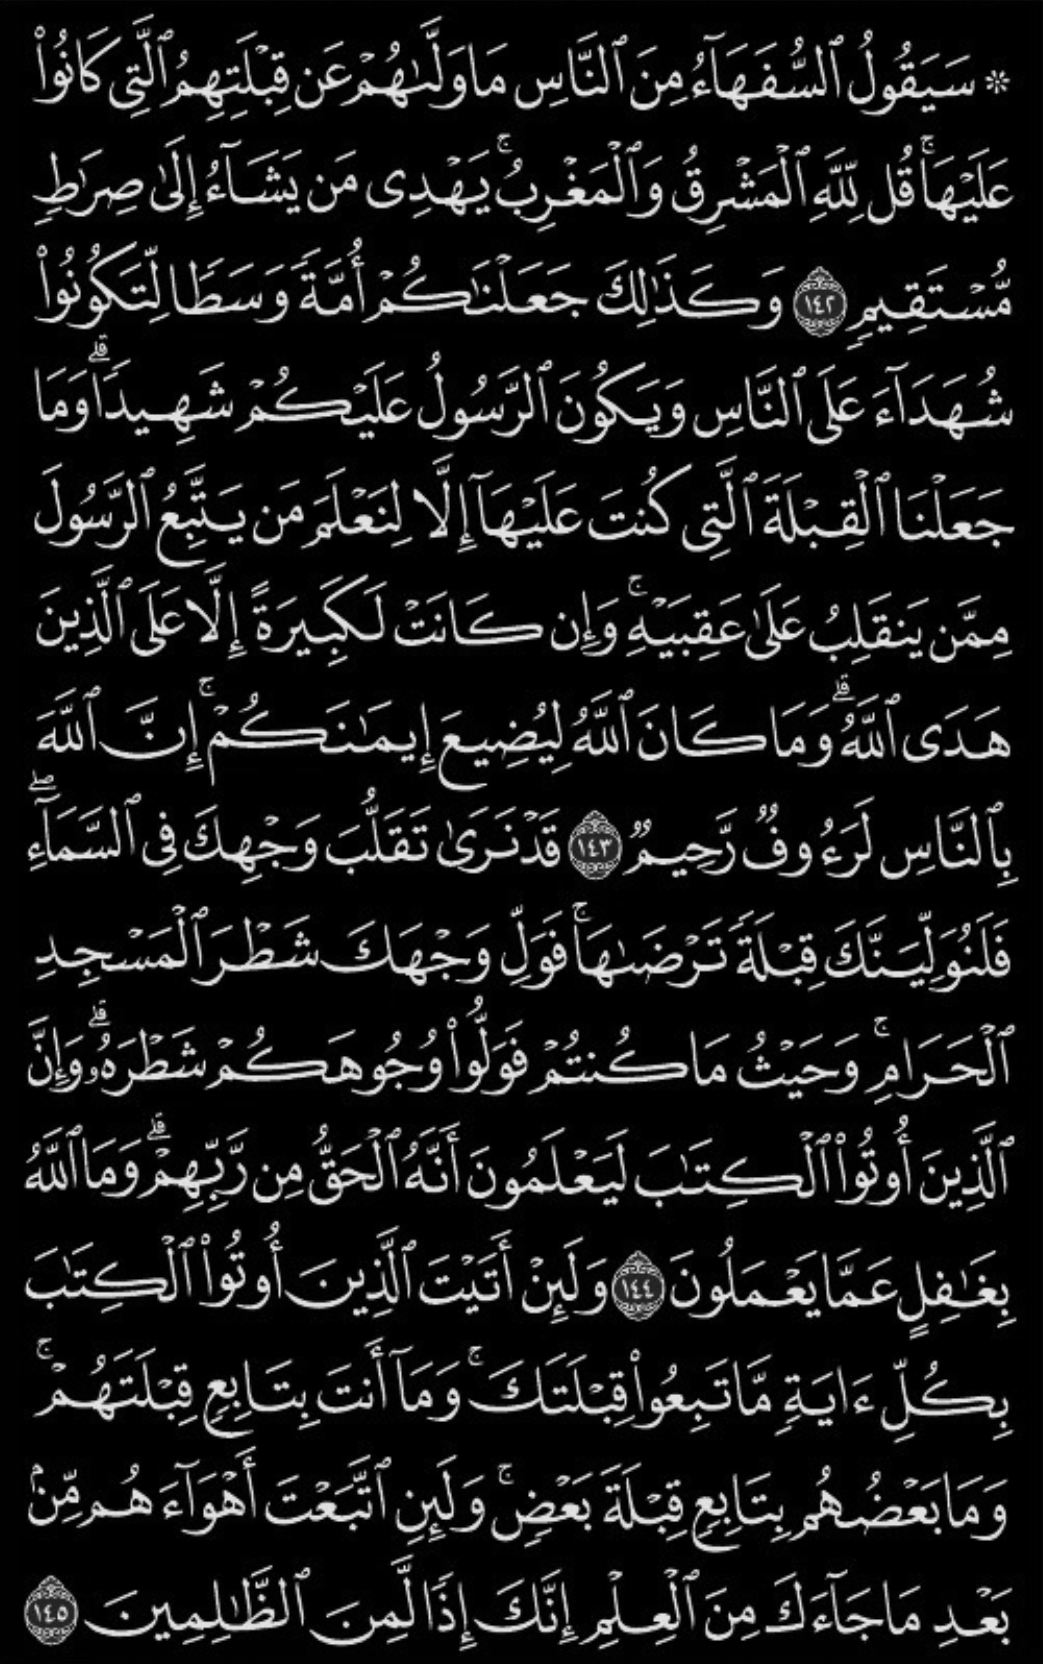 ۞ سَيَقُولُ ٱلسُّفَهَآءُ مِنَ ٱلنَّاسِ مَا وَلَّىٰهُمْ عَن قِبْلَتِهِمُ ٱلَّتِى كَانُوا۟
عَلَيْهَا ۚ قُل لِّلَّهِ ٱلْمَشْرِقُ وَٱلْمَغْرِبُ ۚ يَهْدِى مَن يَشَآءُ إِلَىٰ صِرَٰطٍ
مُّسْتَقِيمٍ ١٤٢ وَكَذَٰلِكَ جَعَلْنَٰكُمْ أُمَّةً وَسَطًا لِّتَكُونُوا۟
شُهَدَآءَ عَلَى ٱلنَّاسِ وَيَكُونَ ٱلرَّسُولُ عَلَيْكُمْ شَهِيدًا ۗ وَمَا
جَعَلْنَا ٱلْقِبْلَةَ ٱلَّتِى كُنتَ عَلَيْهَآ إِلَّا لِنَعْلَمَ مَن يَتَّبِعُ ٱلرَّسُولَ
مِمَّن يَنقَلِبُ عَلَىٰ عَقِبَيْهِ ۚ وَإِن كَانَتْ لَكَبِيرَةً إِلَّا عَلَى ٱلَّذِينَ
هَدَى ٱللَّهُ ۗ وَمَا كَانَ ٱللَّهُ لِيُضِيعَ إِيمَٰنَكُمْ ۚ إِنَّ ٱللَّهَ
بِٱلنَّاسِ لَرَءُوفٌ رَّحِيمٌ ١٤٣ قَدْ نَرَىٰ تَقَلُّبَ وَجْهِكَ فِى ٱلسَّمَآءِ ۖ
فَلَنُوَلِّيَنَّكَ قِبْلَةً تَرْضَىٰهَا ۚ فَوَلِّ وَجْهَكَ شَطْرَ ٱلْمَسْجِدِ
ٱلْحَرَامِ ۚ وَحَيْثُ مَا كُنتُمْ فَوَلُّوا۟ وُجُوهَكُمْ شَطْرَهُۥ ۗ وَإِنَّ
ٱلَّذِينَ أُوتُوا۟ ٱلْكِتَٰبَ لَيَعْلَمُونَ أَنَّهُ ٱلْحَقُّ مِن رَّبِّهِمْ ۗ وَمَا ٱللَّهُ
بِغَٰفِلٍ عَمَّا يَعْمَلُونَ ١٤٤ وَلَئِنْ أَتَيْتَ ٱلَّذِينَ أُوتُوا۟ ٱلْكِتَٰبَ
بِكُلِّ ءَايَةٍ مَّا تَبِعُوا۟ قِبْلَتَكَ ۚ وَمَآ أَنتَ بِتَابِعٍ قِبْلَتَهُمْ ۚ
وَمَا بَعْضُهُم بِتَابِعٍ قِبْلَةَ بَعْضٍ ۚ وَلَئِنِ ٱتَّبَعْتَ أَهْوَآءَهُم مِّنۢ
بَعْدِ مَا جَآءَكَ مِنَ ٱلْعِلْمِ إِنَّكَ إِذًا لَّمِنَ ٱلظَّٰلِمِينَ ١٤٥